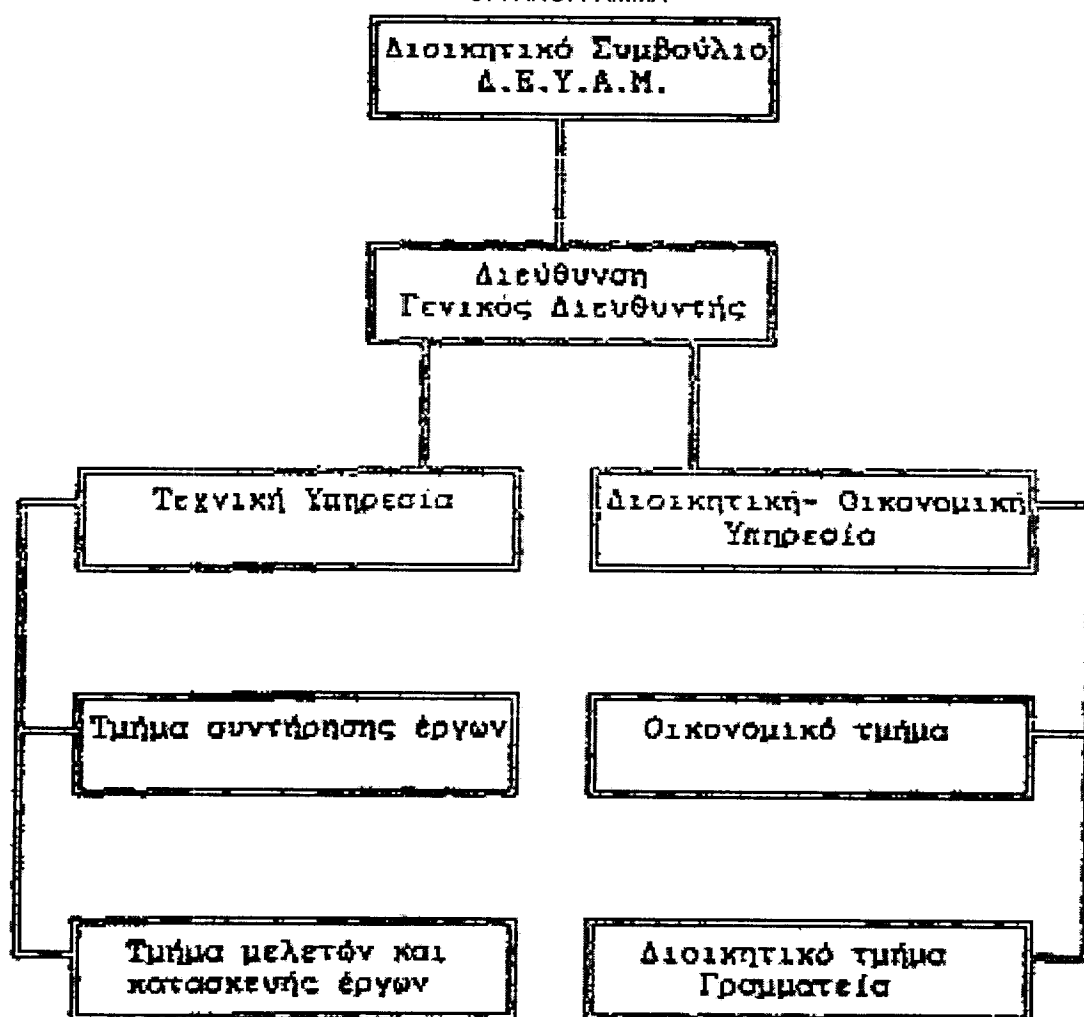 Διοικητικό Συμβούλιο
Δ.Ε.Υ.Α.Μ.
Διεύθυνση
Γενικός Διευθυντής
Τεχνική Υπηρεσία
Διοικητική- Οικονομική
Υπηρεσία
Τμήμα συντήρησης έργων
Οικονομικό τμήμα
Τμήμα μελετών και
κατασκευής έργων
Διοικητικό τμήμα
Γραμματεία